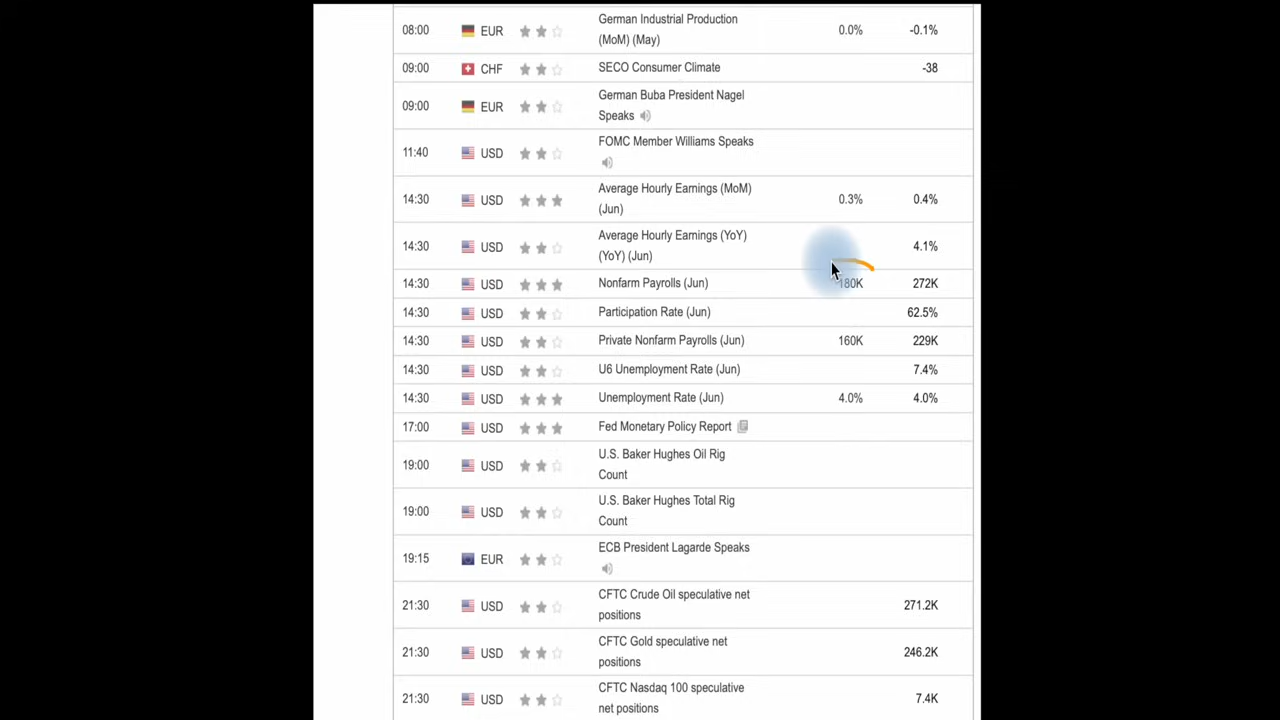 German Industrial Production
08:00 EUR 0.0% -0.1%
(MoM) (May)
09:00 CHF SECO Consumer Climate -38
German Buba President Nagel
09:00 EUR
Speaks
FOMC Member Williams Speaks
11:40 USD
Average Hourly Earnings (MoM)
14:30 USD 0.3% 0.4%
(Jun)
Average Hourly Earnings (YoY)
14:30 USD 4.1%
(YoY) (Jun)
14:30 USD Nonfarm Payrolls (Jun) 180K 272K
14:30 USD Participation Rate (Jun) 62.5%
14:30 USD Private Nonfarm Payrolls (Jun) 160K 229K
14:30 USD U6 Unemployment Rate (Jun) 7.4%
14:30 USD Unemployment Rate (Jun) 4.0% 4.0%
17:00 USD Fed Monetary Policy Report
U.S. Baker Hughes Oil Rig
19:00 USD
Count
U.S. Baker Hughes Total Rig
19:00 USD
Count
ECB President Lagarde Speaks
19:15 EUR
CFTC Crude Oil speculative net
21:30 USD 271.2K
positions
CFTC Gold speculative net
21:30 USD 246.2K
positions
CFTC Nasdaq 100 speculative
21:30 USD 7.4K
net positions